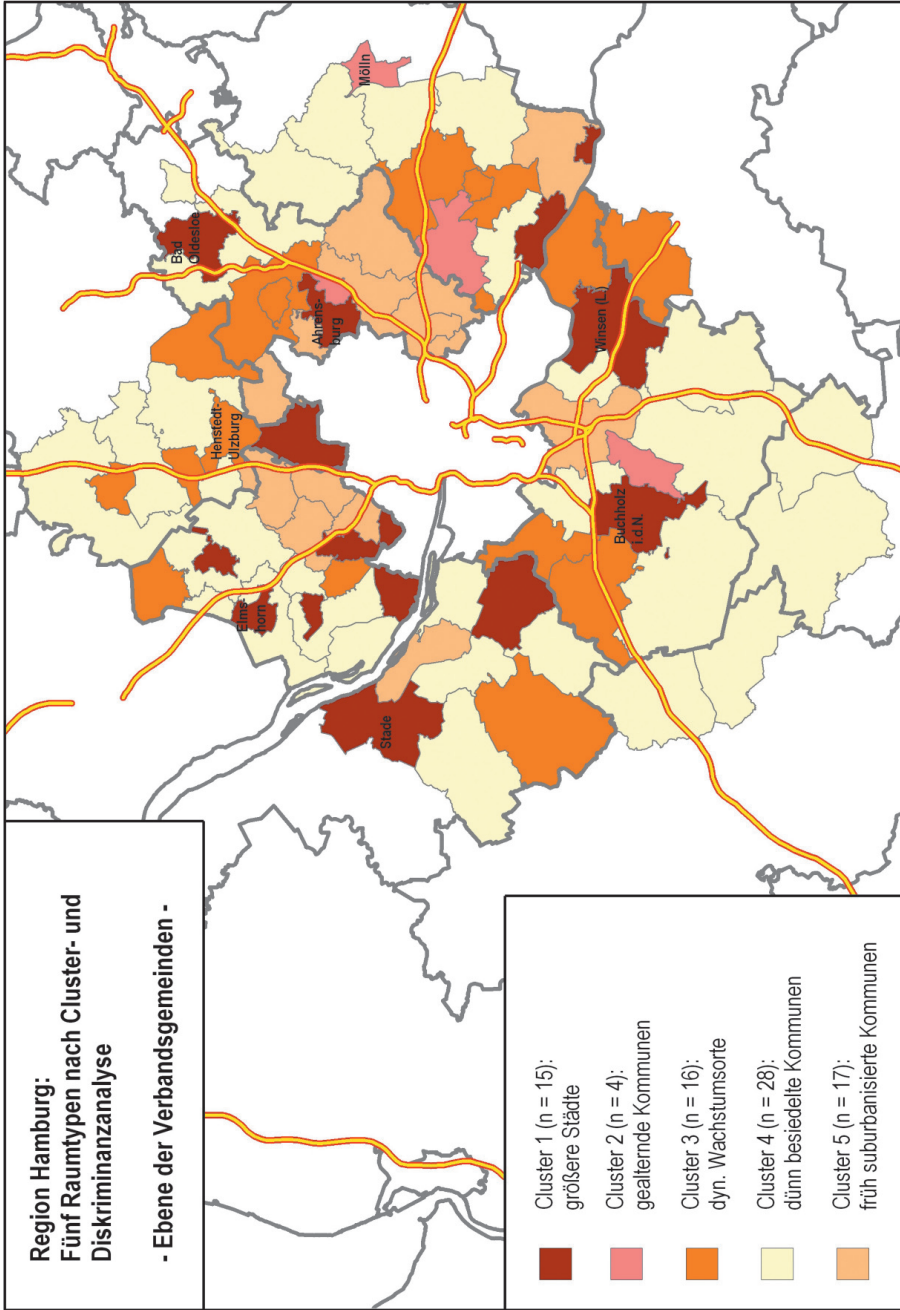 Region Hamburg:
Fünf Raumtypen nach Cluster- und
Diskriminanzanalyse
- Ebene der Verbandsgemeinden -
Mölln
Bad
Oldesloe
Ahrens-
burg
Henstedt-
Ulzburg
Elms-
horn
Stade
Winsen (L.)
Buchholz
i.d.N.
Cluster 1 (n = 15):
größere Städte
Cluster 2 (n = 4):
gealternde Kommunen
Cluster 3 (n = 16):
dyn. Wachstumsorte
Cluster 4 (n = 28):
dünn besiedelte Kommunen
Cluster 5 (n = 17):
früh suburbanisierte Kommunen